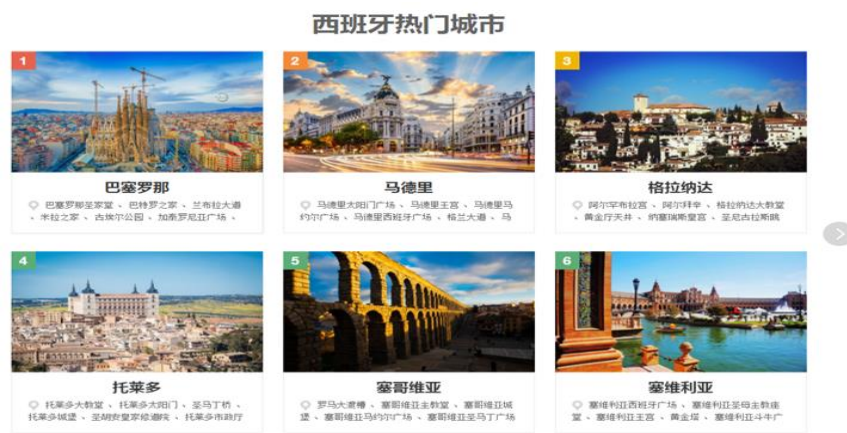 西班牙热门城市
1
2
3
巴塞罗那
巴塞罗那圣家堂 、 巴特罗之家 、 兰布拉大道
、 米拉之家 、 古埃尔公园 、 加泰罗尼亚广场 、
马德里
马德里太阳门广场 、 马德里王宫 、 马德里马
约尔广场 、 马德里西班牙广场 、 格兰大道 、 马
格拉纳达
阿尔罕布拉宫 、 阿尔拜辛 、 格拉纳达大教堂
、 黄金厅天井 、 纳塞瑞斯皇宫 、 圣尼古拉斯眺
4
5
6
托莱多
托莱多大教堂 、 托莱多太阳门 、 圣马丁桥 、
托莱多城堡 、 圣胡安皇家修道院 、 托莱多市政厅
塞哥维亚
罗马大渡槽 、 塞哥维亚主教堂 、 塞哥维亚城
堡 、 塞哥维亚马约尔广场 、 塞哥维亚圣马丁广场
塞维利亚
塞维利亚西班牙广场 、 塞维利亚圣母主教座
堂 、 塞维利亚王宫 、 黄金塔 、 塞维利亚斗牛广